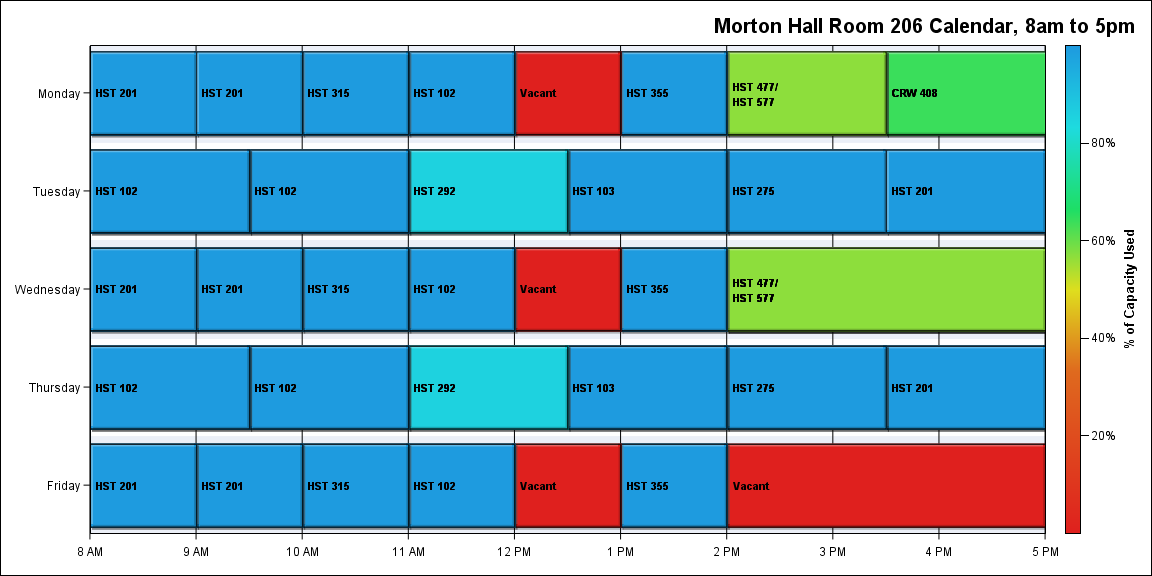 Morton Hall Room 206 Calendar, 8am to 5pm
Monday
HST 201
HST 201
HST 315
HST 102
Vacant
HST 355
HST 477/
HST 577
CRW 408
Tuesday
HST 102
HST 102
HST 292
HST 103
HST 275
HST 201
Wednesday
HST 201
HST 201
HST 315
HST 102
Vacant
HST 355
HST 477/
HST 577
Thursday
HST 102
HST 102
HST 292
HST 103
HST 275
HST 201
Friday
HST 201
HST 201
HST 315
HST 102
Vacant
HST 355
Vacant
8 AM
9 AM
10 AM
11 AM
12 PM
1 PM
2 PM
3 PM
4 PM
5 PM
80%
60%
40%
20%
% of Capacity Used